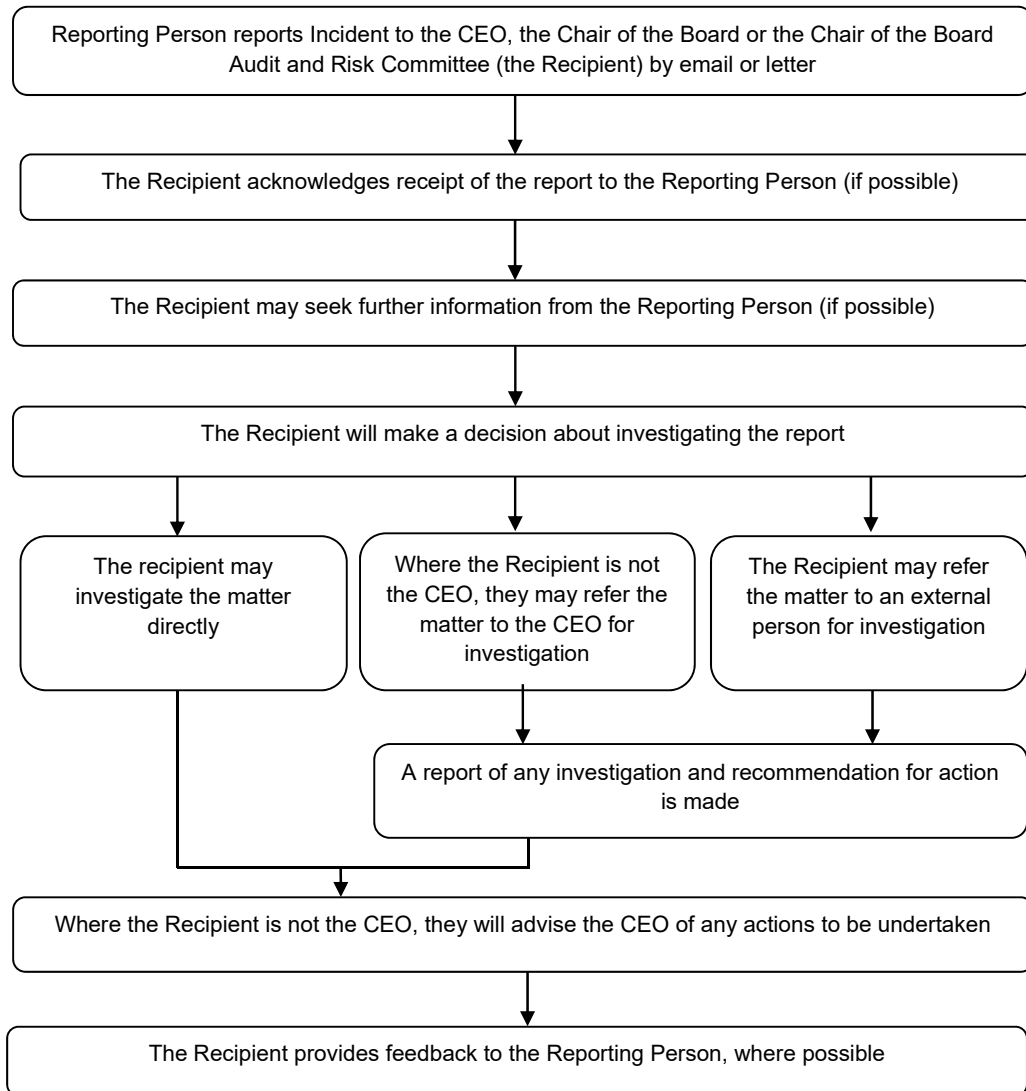 Reporting Person reports Incident to the CEO, the Chair of the Board or the Chair of the Board
Audit and Risk Committee (the Recipient) by email or letter
The Recipient acknowledges receipt of the report to the Reporting Person (if possible)
The Recipient may seek further information from the Reporting Person (if possible)
The Recipient will make a decision about investigating the report
The recipient may
investigate the matter
directly
Where the Recipient is not
the CEO, they may refer the
matter to the CEO for
investigation
The Recipient may refer
the matter to an external
person for investigation
A report of any investigation and recommendation for action
is made
Where the Recipient is not the CEO, they will advise the CEO of any actions to be undertaken
The Recipient provides feedback to the Reporting Person, where possible